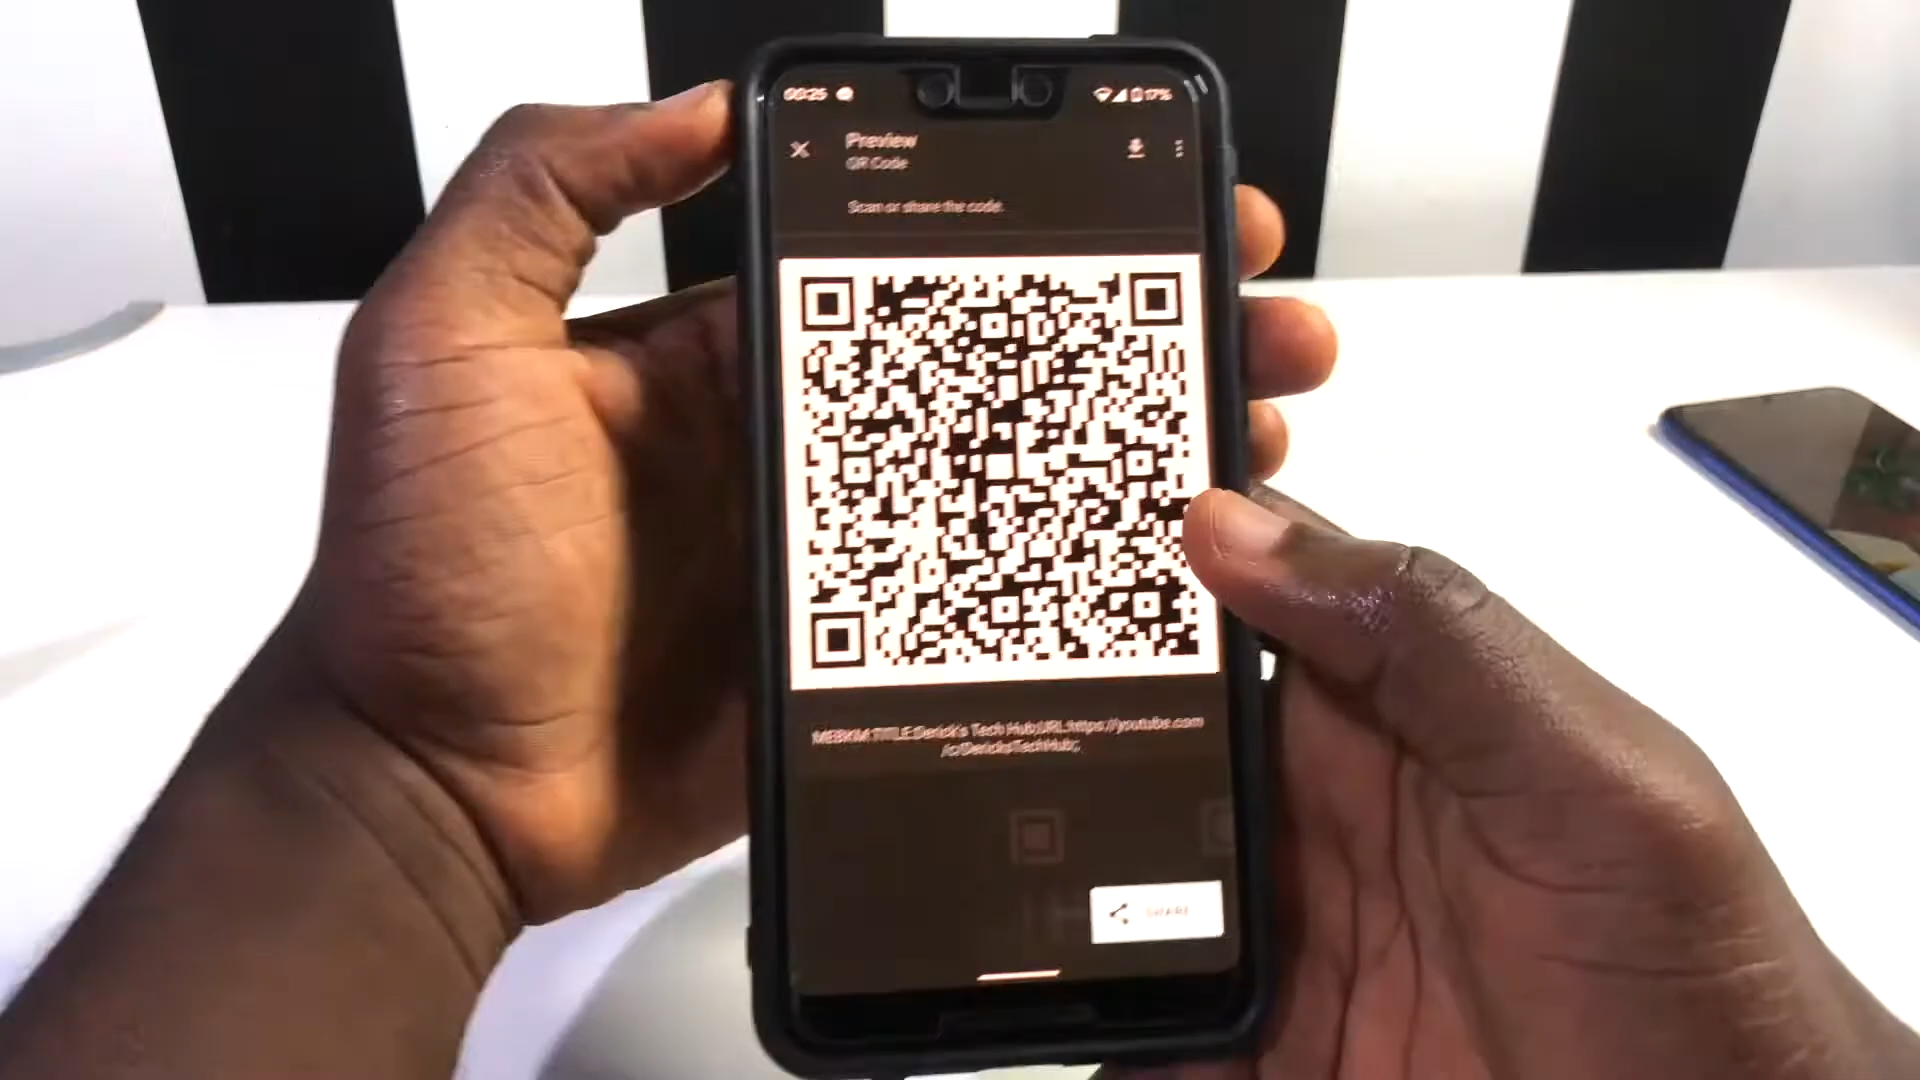 00:25 17%
Preview
QR Code
Scan or share the code.
MEBKM:TITLE:Derick's Tech Hub;URL:https://youtube.com
/c/DericksTechHub;;
SHARE